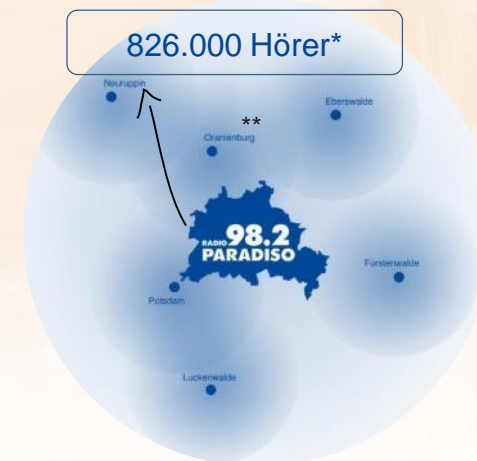 826.000 Hörer*
Neuruppin
Eberswalde
**
Oranienburg
RADIO 98.2
PARADISO
Fürstenwalde
Potsdam
Luckenwalde